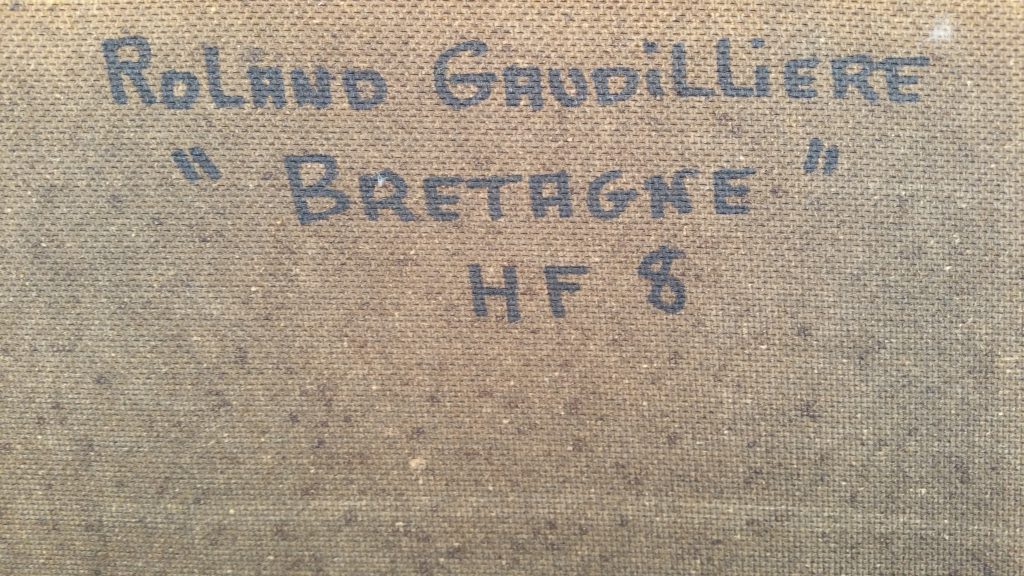 ROLAND GAUDiLLiERE
" BRETAGNE "
HF 8